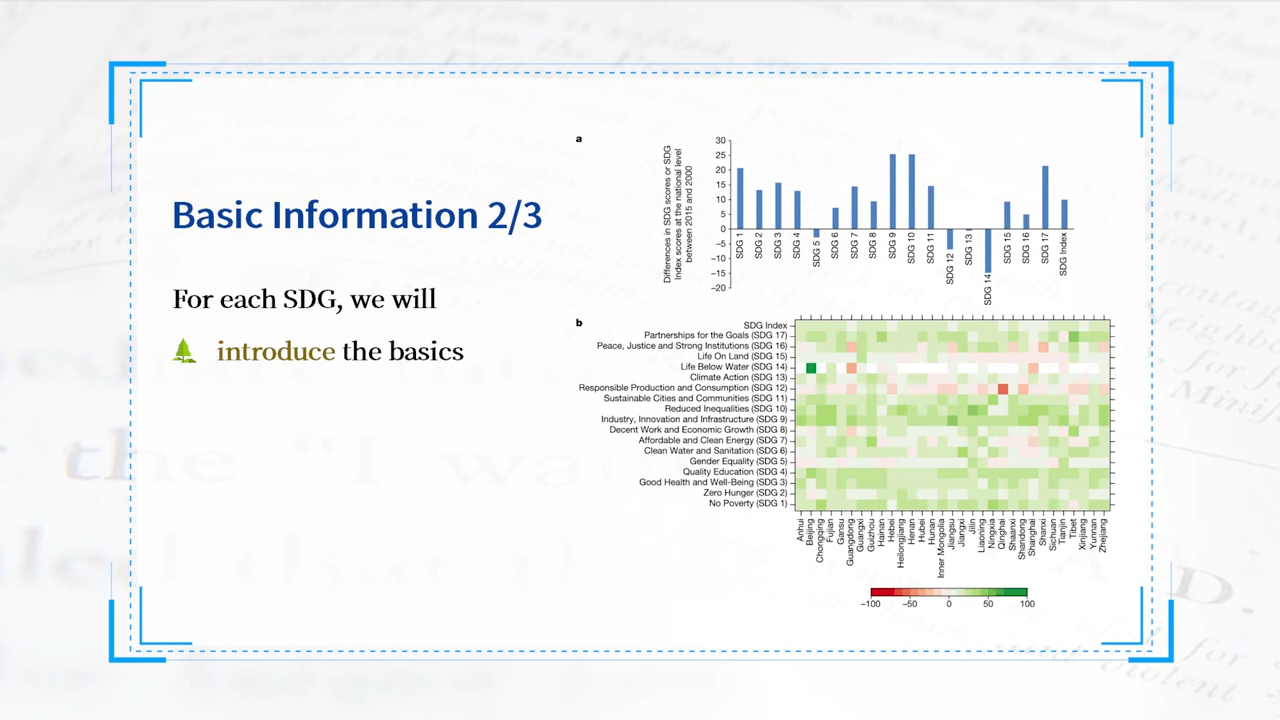 Basic Information 2/3
For each SDG, we will
introduce the basics
a
Differences in SDG scores or SDG
Index scores at the national level
between 2015 and 2000
30
25
20
15
10
5
0
−5
−10
−15
−20
SDG 1
SDG 2
SDG 3
SDG 4
SDG 5
SDG 6
SDG 7
SDG 8
SDG 9
SDG 10
SDG 11
SDG 12
SDG 13
SDG 14
SDG 15
SDG 16
SDG 17
SDG Index
b
SDG Index
Partnerships for the Goals (SDG 17)
Peace, Justice and Strong Institutions (SDG 16)
Life On Land (SDG 15)
Life Below Water (SDG 14)
Climate Action (SDG 13)
Responsible Production and Consumption (SDG 12)
Sustainable Cities and Communities (SDG 11)
Reduced Inequalities (SDG 10)
Industry, Innovation and Infrastructure (SDG 9)
Decent Work and Economic Growth (SDG 8)
Affordable and Clean Energy (SDG 7)
Clean Water and Sanitation (SDG 6)
Gender Equality (SDG 5)
Quality Education (SDG 4)
Good Health and Well-Being (SDG 3)
Zero Hunger (SDG 2)
No Poverty (SDG 1)
Anhui
Beijing
Chongqing
Fujian
Gansu
Guangdong
Guangxi
Guizhou
Hainan
Hebei
Heilongjiang
Henan
Hubei
Hunan
Inner Mongolia
Jiangsu
Jiangxi
Jilin
Liaoning
Ningxia
Qinghai
Shaanxi
Shandong
Shanghai
Shanxi
Sichuan
Tianjin
Tibet
Xinjiang
Yunnan
Zhejiang
−100
−50
0
50
100